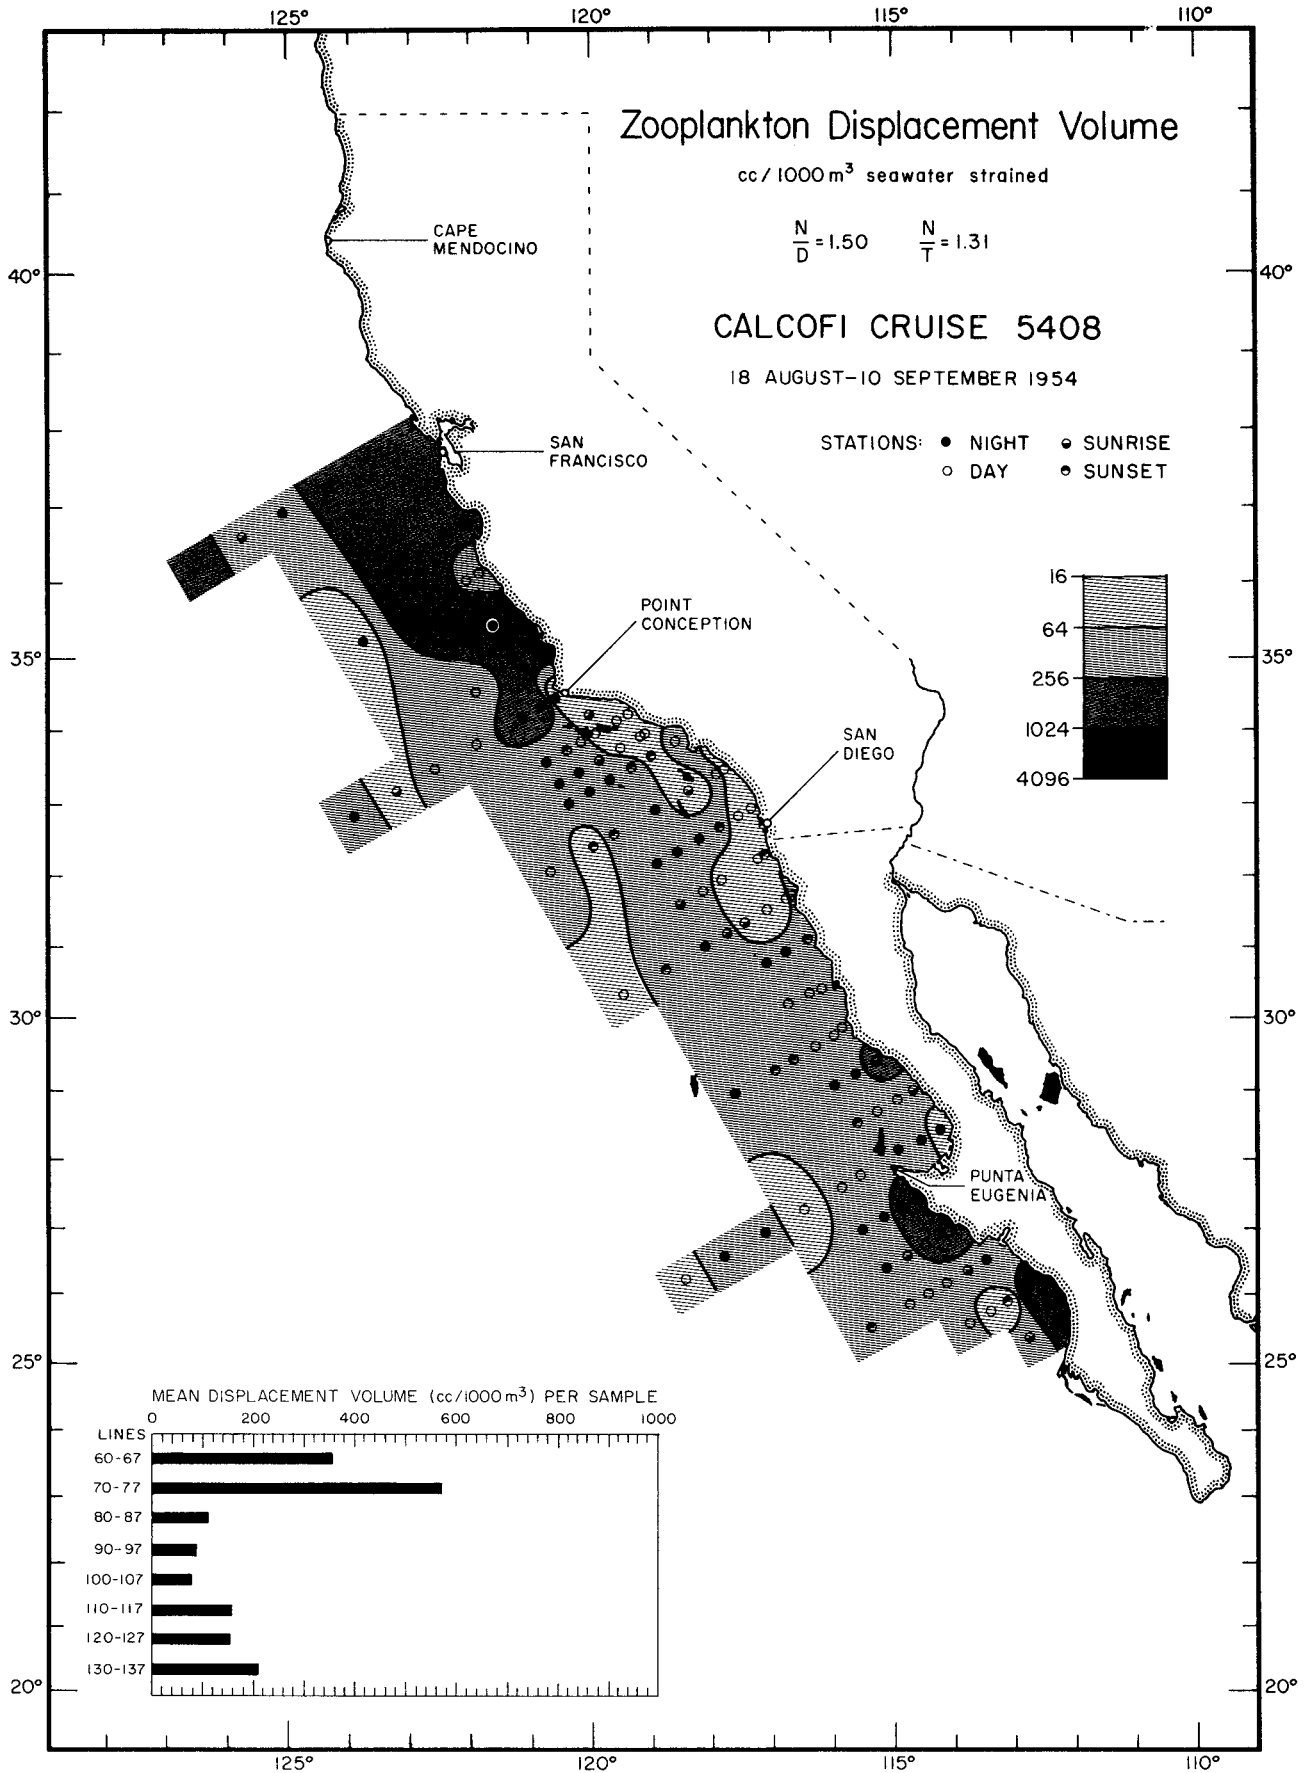 125° 120° 115° 110°
Zooplankton Displacement Volume
cc / 1000 m³ seawater strained
N/D = 1.50 N/T = 1.31
CAPE
MENDOCINO
40° 40°
CALCOFI CRUISE 5408
18 AUGUST–10 SEPTEMBER 1954
STATIONS: ● NIGHT SUNRISE
○ DAY SUNSET
SAN
FRANCISCO
16
64
256
1024
4096
POINT
CONCEPTION
35° 35°
SAN
DIEGO
30° 30°
PUNTA
EUGENIA
25° 25°
MEAN DISPLACEMENT VOLUME (cc/1000 m³) PER SAMPLE
0 200 400 600 800 1000
LINES
60-67
70-77
80-87
90-97
100-107
110-117
120-127
130-137
20° 20°
125° 120° 115° 110°